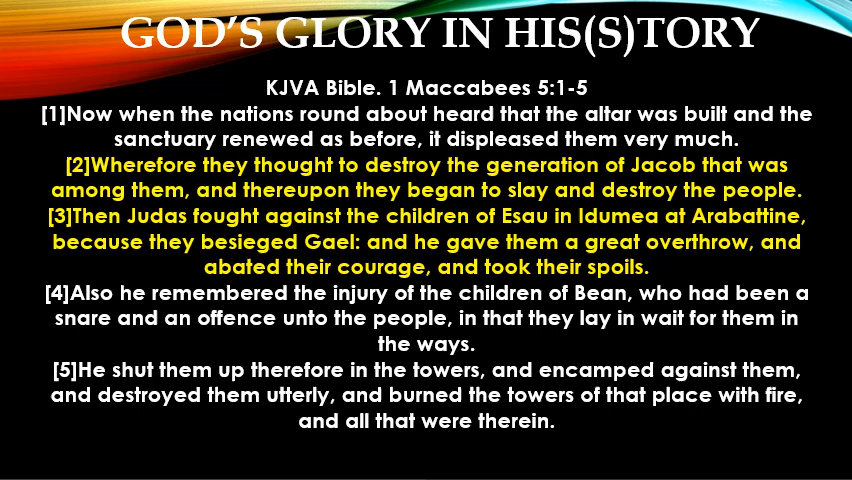 GOD’S GLORY IN HIS(S)TORY
KJVA Bible. 1 Maccabees 5:1-5
[1]Now when the nations round about heard that the altar was built and the
sanctuary renewed as before, it displeased them very much.
[2]Wherefore they thought to destroy the generation of Jacob that was
among them, and thereupon they began to slay and destroy the people.
[3]Then Judas fought against the children of Esau in Idumea at Arabattine,
because they besieged Gael: and he gave them a great overthrow, and
abated their courage, and took their spoils.
[4]Also he remembered the injury of the children of Bean, who had been a
snare and an offence unto the people, in that they lay in wait for them in
the ways.
[5]He shut them up therefore in the towers, and encamped against them,
and destroyed them utterly, and burned the towers of that place with fire,
and all that were therein.